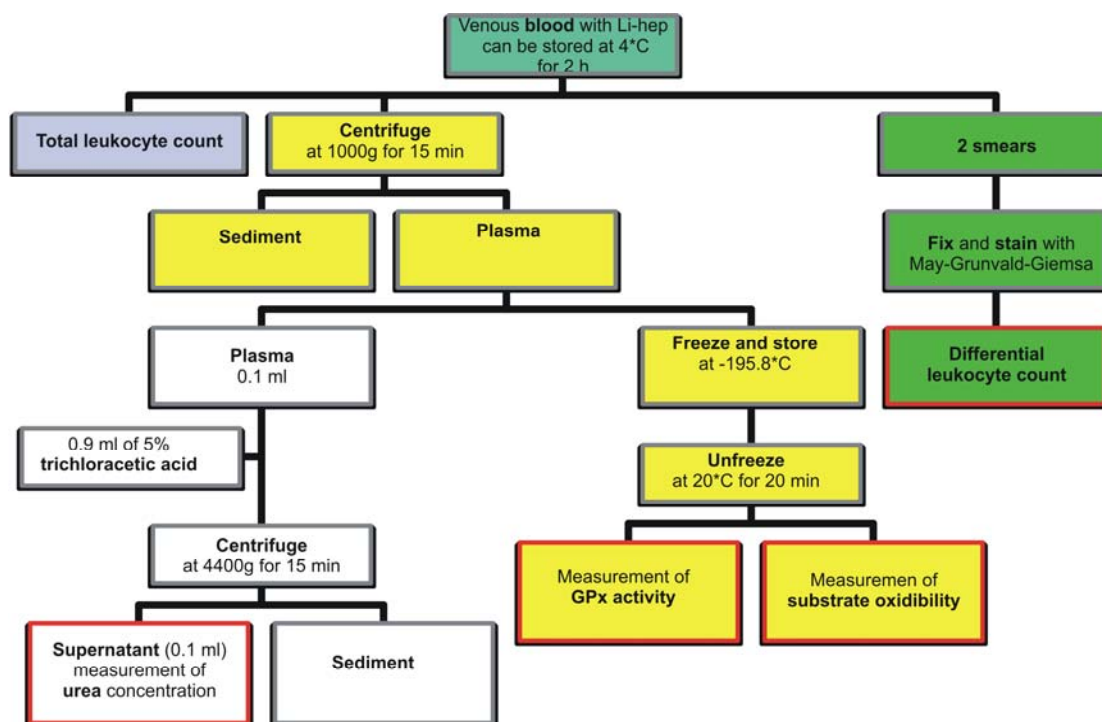 Venous blood with Li-hep
can be stored at 4*C
for 2 h
Total leukocyte count
Centrifuge
at 1000g for 15 min
2 smears
Sediment
Plasma
Fix and stain with
May-Grunvald-Giemsa
Plasma
0.1 ml
Freeze and store
at -195.8*C
Differential
leukocyte count
0.9 ml of 5%
trichloracetic acid
Unfreeze
at 20*C for 20 min
Centrifuge
at 4400g for 15 min
Measurement of
GPx activity
Measuremen of
substrate oxidibility
Supernatant (0.1 ml)
measurement of
urea concentration
Sediment